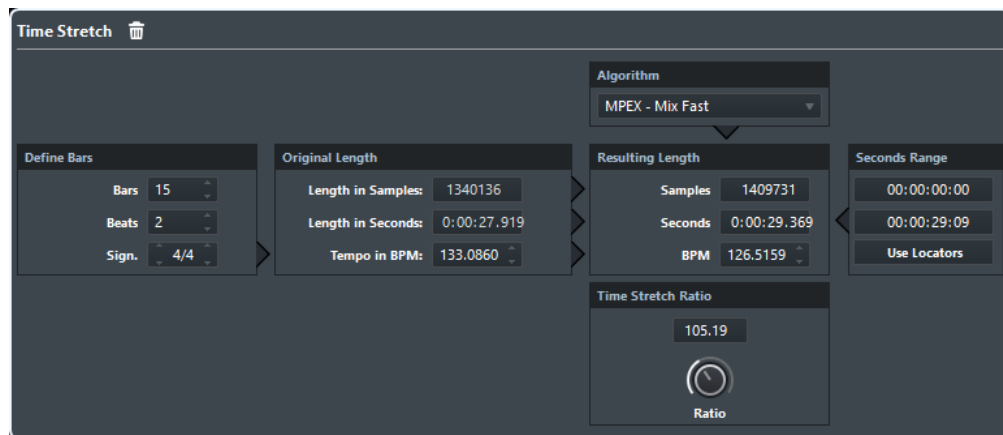 Time Stretch
Algorithm
MPEX - Mix Fast
Define Bars
Bars 15
Beats 2
Sign. 4/4
Original Length
Length in Samples: 1340136
Length in Seconds: 0:00:27.919
Tempo in BPM: 133.0860
Resulting Length
Samples 1409731
Seconds 0:00:29.369
BPM 126.5159
Seconds Range
00:00:00:00
00:00:29:09
Use Locators
Time Stretch Ratio
105.19
Ratio